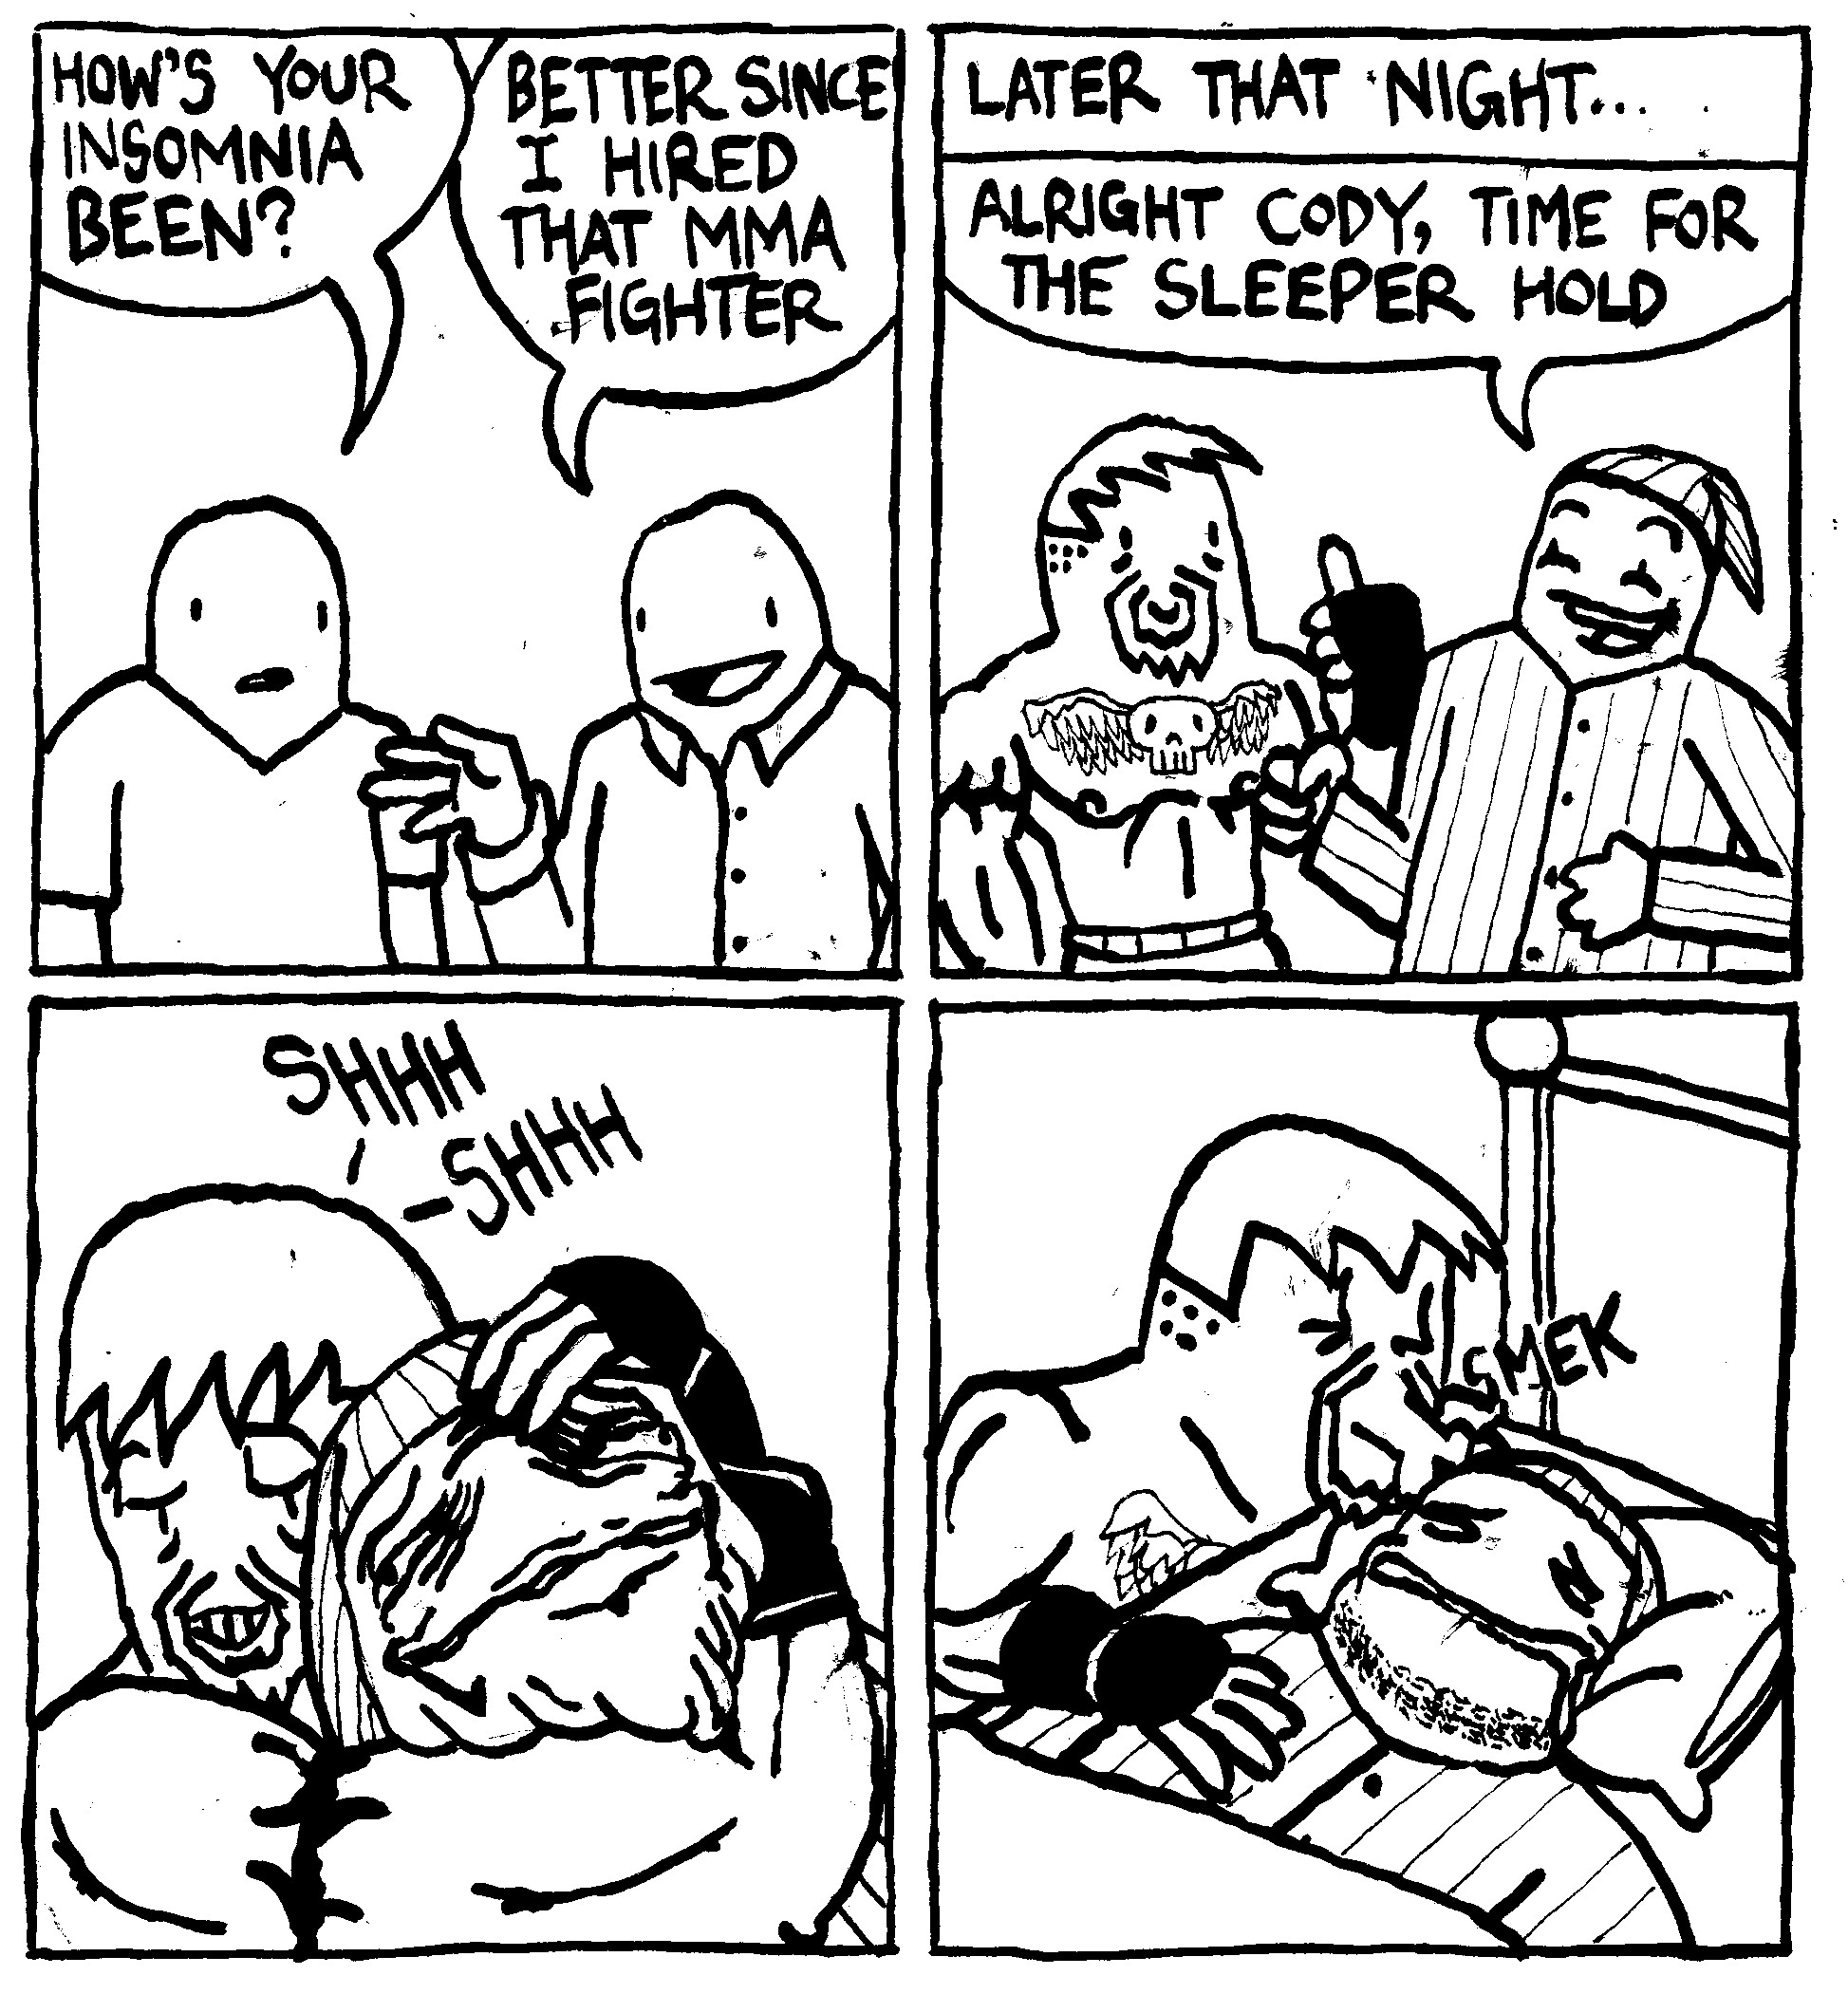 HOW'S YOUR
INSOMNIA
BEEN?
BETTER SINCE
I HIRED
THAT MMA
FIGHTER
LATER THAT NIGHT...
ALRIGHT CODY, TIME FOR
THE SLEEPER HOLD
SHHH
-SHHH
SMEK